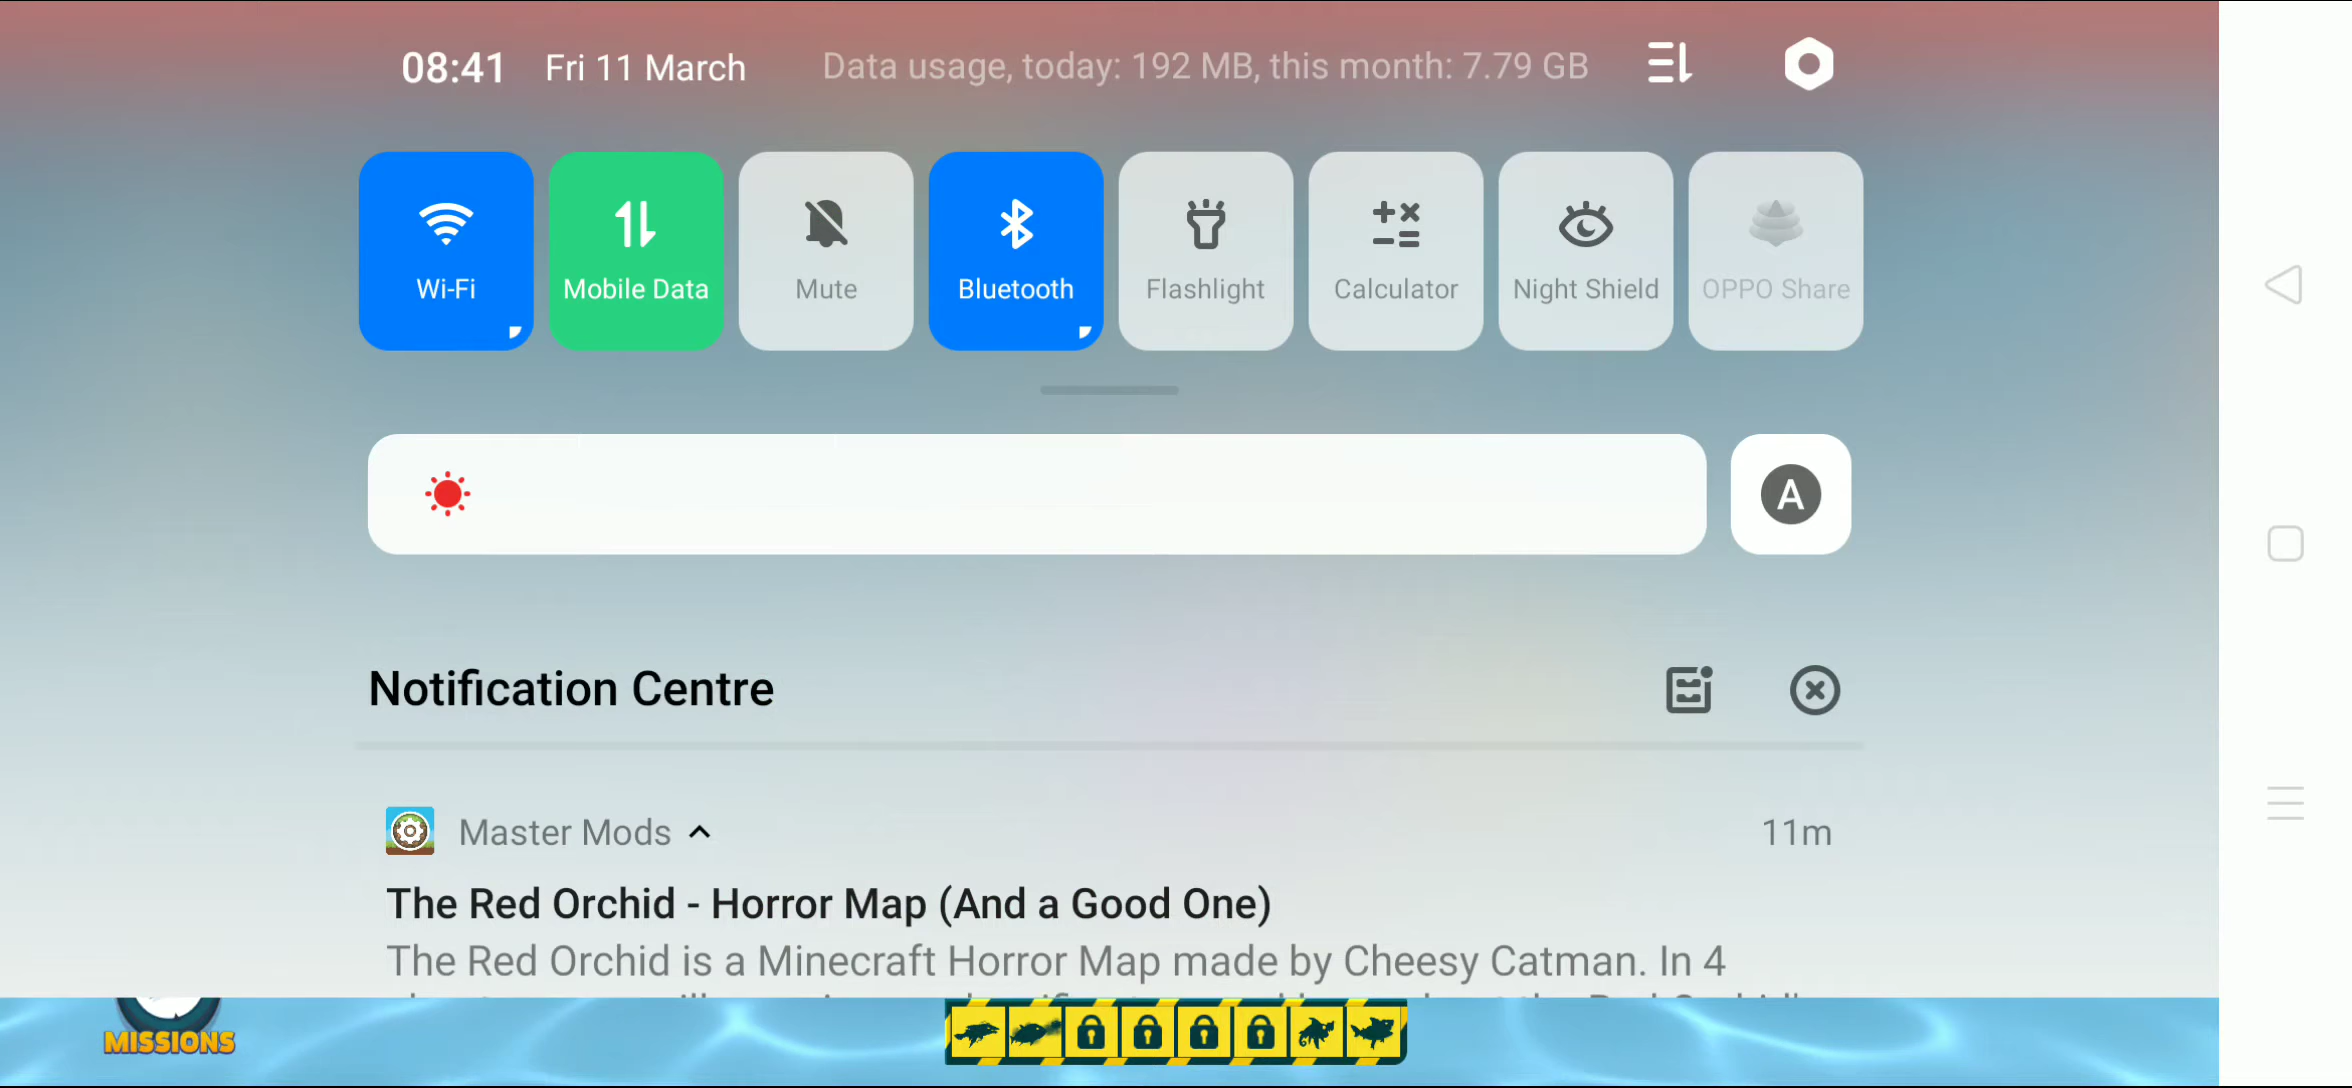 08:41 Fri 11 March Data usage, today: 192 MB, this month: 7.79 GB
Wi-Fi Mobile Data Mute Bluetooth Flashlight Calculator Night Shield OPPO Share
A
Notification Centre
Master Mods 11m
The Red Orchid - Horror Map (And a Good One)
The Red Orchid is a Minecraft Horror Map made by Cheesy Catman. In 4
MISSIONS